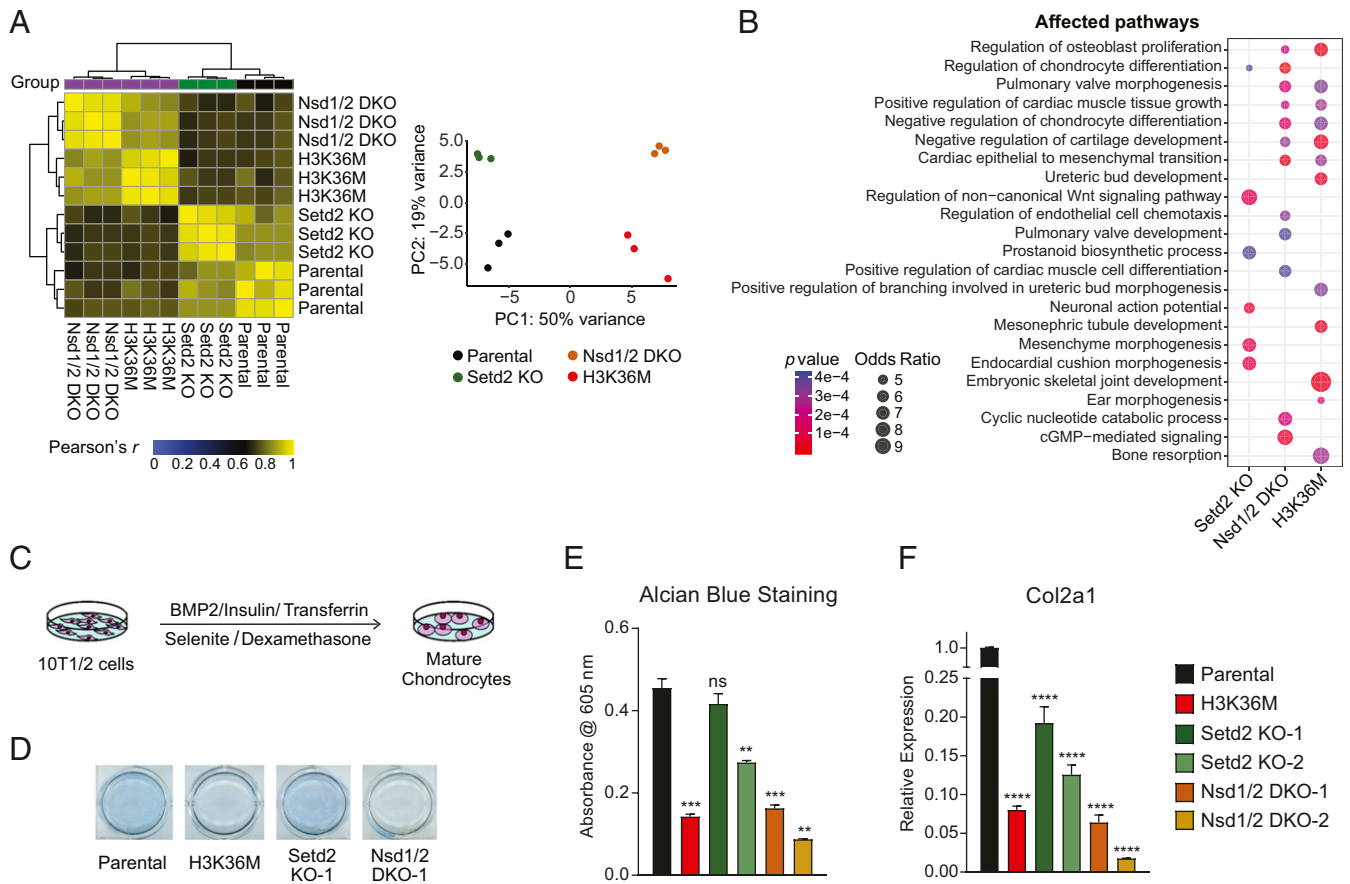 A
Group
Nsd1/2 DKO
Nsd1/2 DKO
Nsd1/2 DKO
H3K36M
H3K36M
H3K36M
Setd2 KO
Setd2 KO
Setd2 KO
Parental
Parental
Parental
Nsd1/2 DKO
Nsd1/2 DKO
Nsd1/2 DKO
H3K36M
H3K36M
H3K36M
Setd2 KO
Setd2 KO
Setd2 KO
Parental
Parental
Parental
Pearson's r
0 0.2 0.4 0.6 0.8 1
PC2: 19% variance
5.0
2.5
0.0
−2.5
−5.0
−5 0 5
PC1: 50% variance
Parental
Setd2 KO
Nsd1/2 DKO
H3K36M
B
Affected pathways
Regulation of osteoblast proliferation
Regulation of chondrocyte differentiation
Pulmonary valve morphogenesis
Positive regulation of cardiac muscle tissue growth
Negative regulation of chondrocyte differentiation
Negative regulation of cartilage development
Cardiac epithelial to mesenchymal transition
Ureteric bud development
Regulation of non−canonical Wnt signaling pathway
Regulation of endothelial cell chemotaxis
Pulmonary valve development
Prostanoid biosynthetic process
Positive regulation of cardiac muscle cell differentiation
Positive regulation of branching involved in ureteric bud morphogenesis
Neuronal action potential
Mesonephric tubule development
Mesenchyme morphogenesis
Endocardial cushion morphogenesis
Embryonic skeletal joint development
Ear morphogenesis
Cyclic nucleotide catabolic process
cGMP−mediated signaling
Bone resorption
Setd2 KO
Nsd1/2 DKO
H3K36M
p value
4e−4
3e−4
2e−4
1e−4
Odds Ratio
5
6
7
8
9
C
10T1/2 cells
BMP2/Insulin/Transferrin
Selenite/Dexamethasone
Mature
Chondrocytes
D
Parental
H3K36M
Setd2
KO-1
Nsd1/2
DKO-1
E
Alcian Blue Staining
Absorbance @ 605 nm
0.6
0.4
0.2
0.0
***
ns
**
***
**
F
Col2a1
Relative Expression
1.0
0.25
0.20
0.15
0.10
0.05
0.00
****
****
****
****
****
Parental
H3K36M
Setd2 KO-1
Setd2 KO-2
Nsd1/2 DKO-1
Nsd1/2 DKO-2